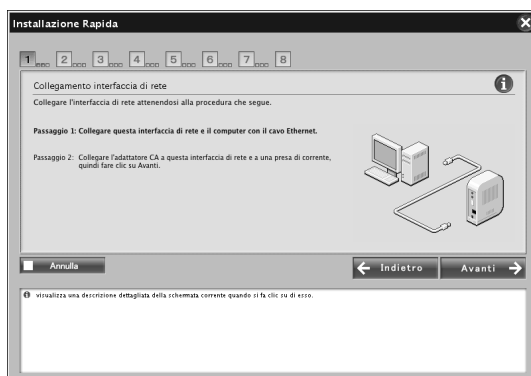 Installazione Rapida
1 2 3 4 5 6 7 8
Collegamento interfaccia di rete
Collegare l'interfaccia di rete attenendosi alla procedura che segue.
Passaggio 1: Collegare questa interfaccia di rete e il computer con il cavo Ethernet.
Passaggio 2: Collegare l'adattatore CA a questa interfaccia di rete e a una presa di corrente,
quindi fare clic su Avanti.
Annulla
Indietro
Avanti
visualizza una descrizione dettagliata della schermata corrente quando si fa clic su di esso.